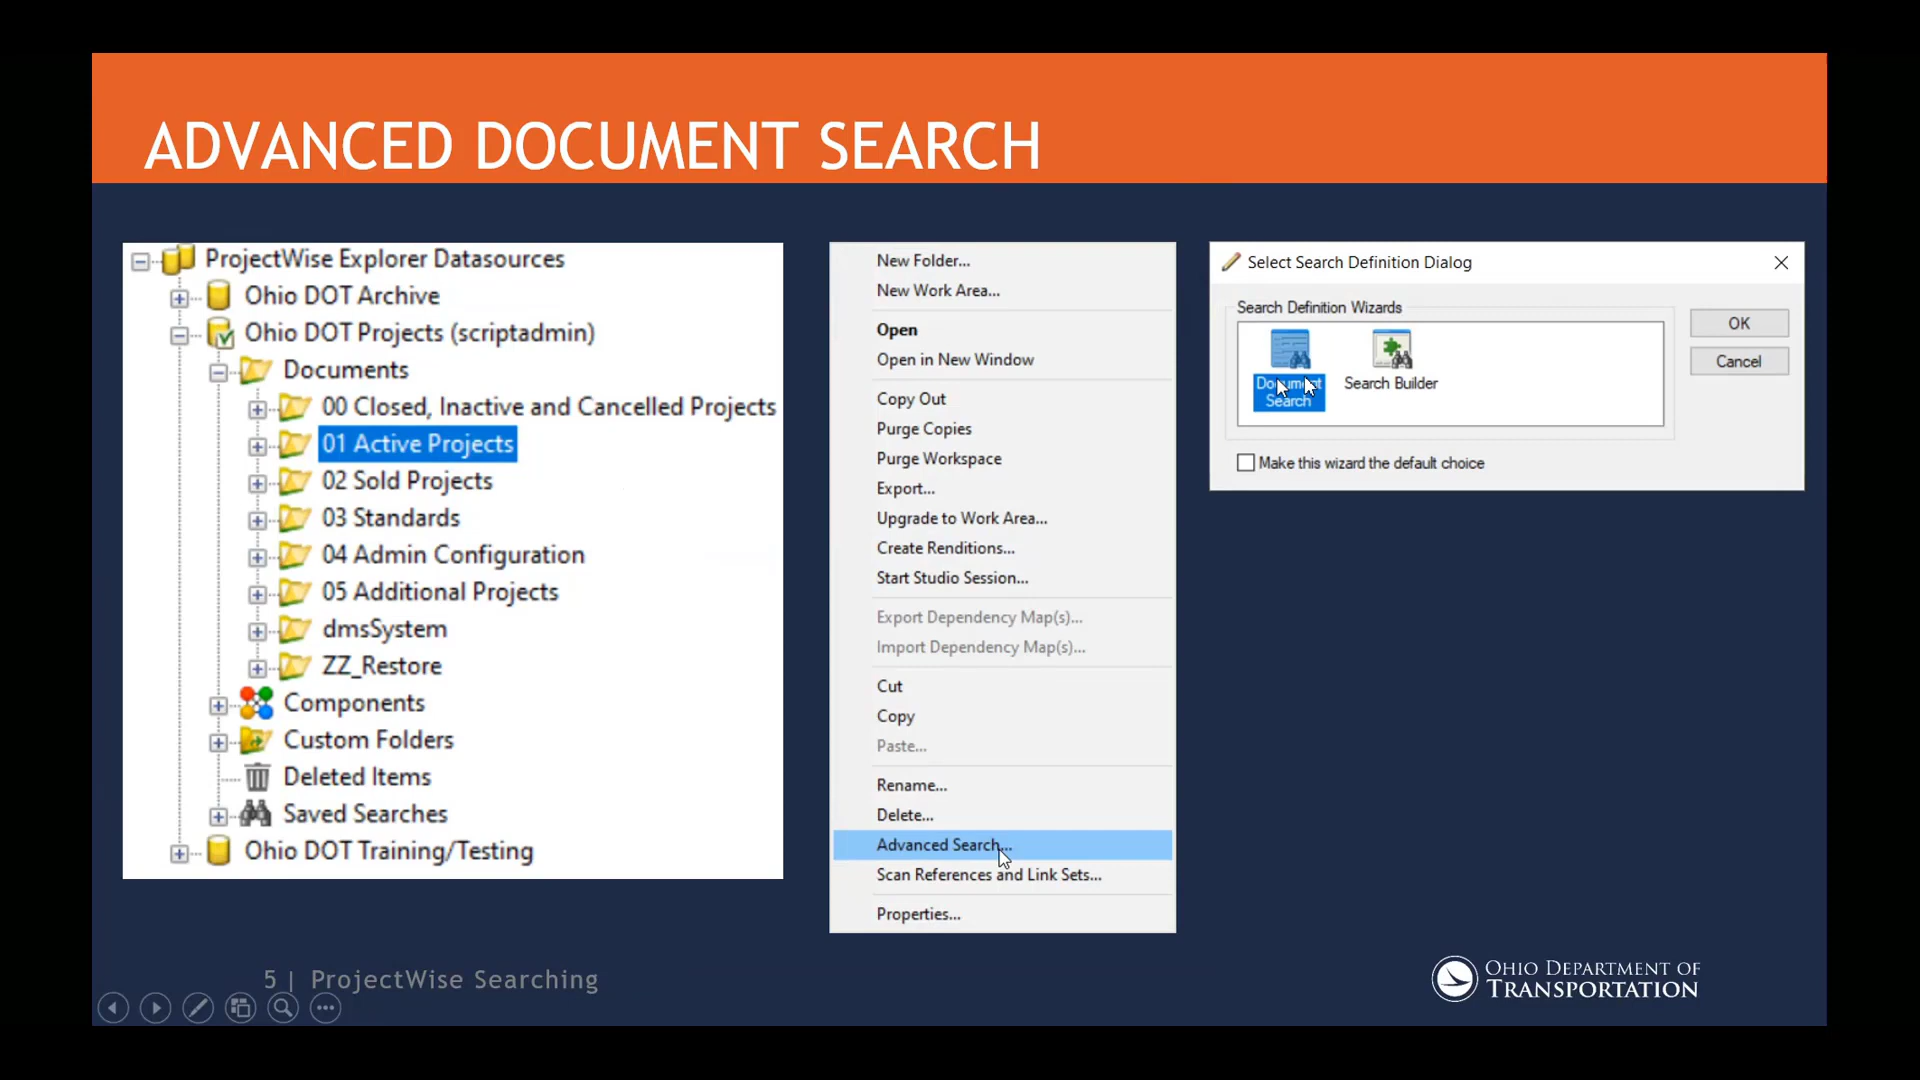 ADVANCED DOCUMENT SEARCH
ProjectWise Explorer Datasources
Ohio DOT Archive
Ohio DOT Projects (scriptadmin)
Documents
00 Closed, Inactive and Cancelled Projects
01 Active Projects
02 Sold Projects
03 Standards
04 Admin Configuration
05 Additional Projects
dmsSystem
ZZ_Restore
Components
Custom Folders
Deleted Items
Saved Searches
Ohio DOT Training/Testing
New Folder...
New Work Area...
Open
Open in New Window
Copy Out
Purge Copies
Purge Workspace
Export...
Upgrade to Work Area...
Create Renditions...
Start Studio Session...
Export Dependency Map(s)...
Import Dependency Map(s)...
Cut
Copy
Paste...
Rename...
Delete...
Advanced Search...
Scan References and Link Sets...
Properties...
Select Search Definition Dialog
Search Definition Wizards
Document
Search
Search Builder
OK
Cancel
Make this wizard the default choice
5 | ProjectWise Searching
OHIO DEPARTMENT OF
TRANSPORTATION